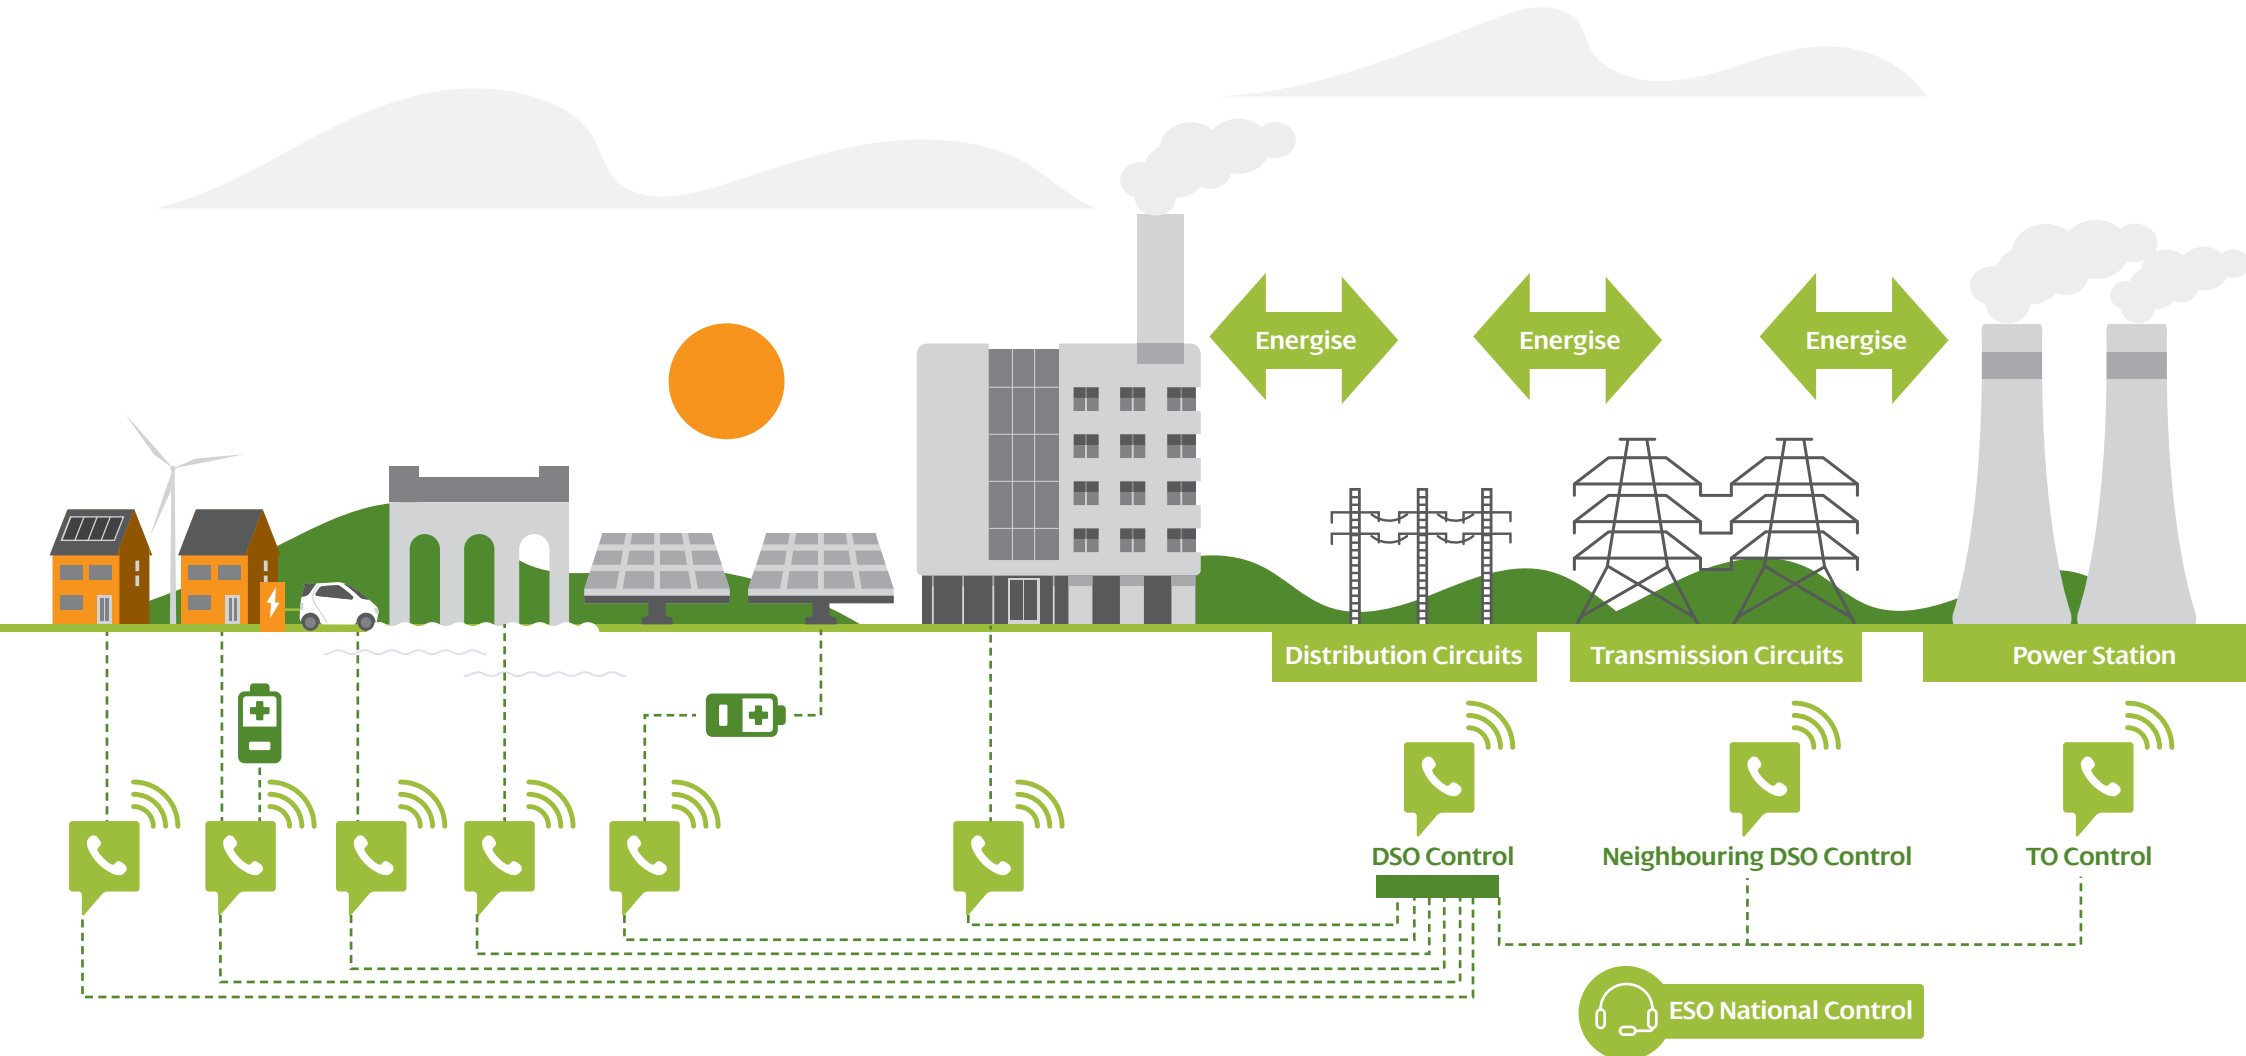 Energise
Energise
Energise
Distribution Circuits
Transmission Circuits
Power Station
DSO Control
Neighbouring DSO Control
TO Control
ESO National Control